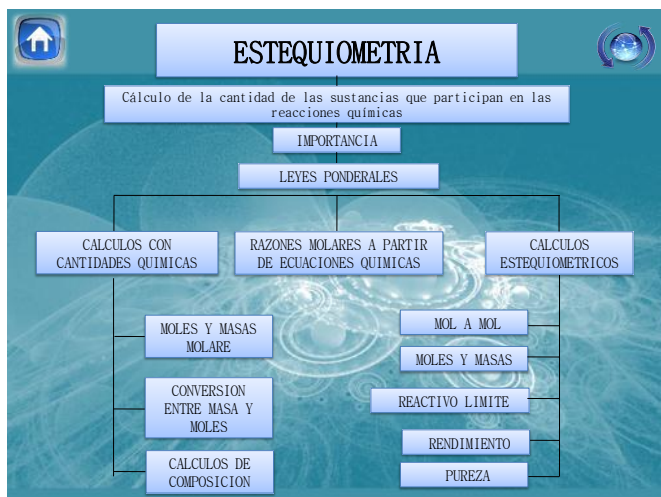 ESTEQUIOMETRIA
Cálculo de la cantidad de las sustancias que participan en las
reacciones químicas
IMPORTANCIA
LEYES PONDERALES
CALCULOS CON
CANTIDADES QUIMICAS
RAZONES MOLARES A PARTIR
DE ECUACIONES QUIMICAS
CALCULOS
ESTEQUIOMETRICOS
MOLES Y MASAS
MOLARE
CONVERSION
ENTRE MASA Y
MOLES
CALCULOS DE
COMPOSICION
MOL A MOL
MOLES Y MASAS
REACTIVO LIMITE
RENDIMIENTO
PUREZA